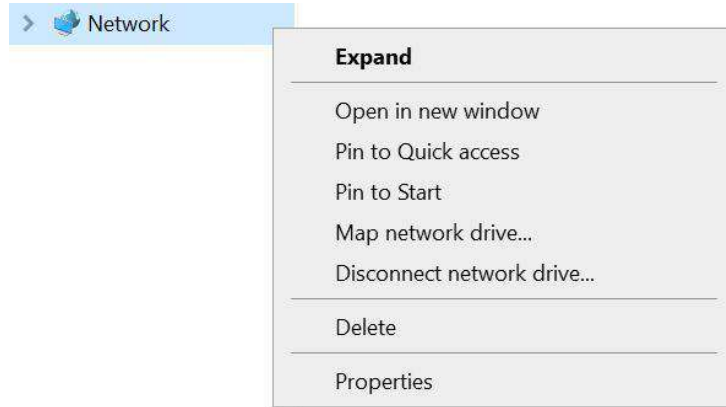 Network
Expand
Open in new window
Pin to Quick access
Pin to Start
Map network drive...
Disconnect network drive...
Delete
Properties